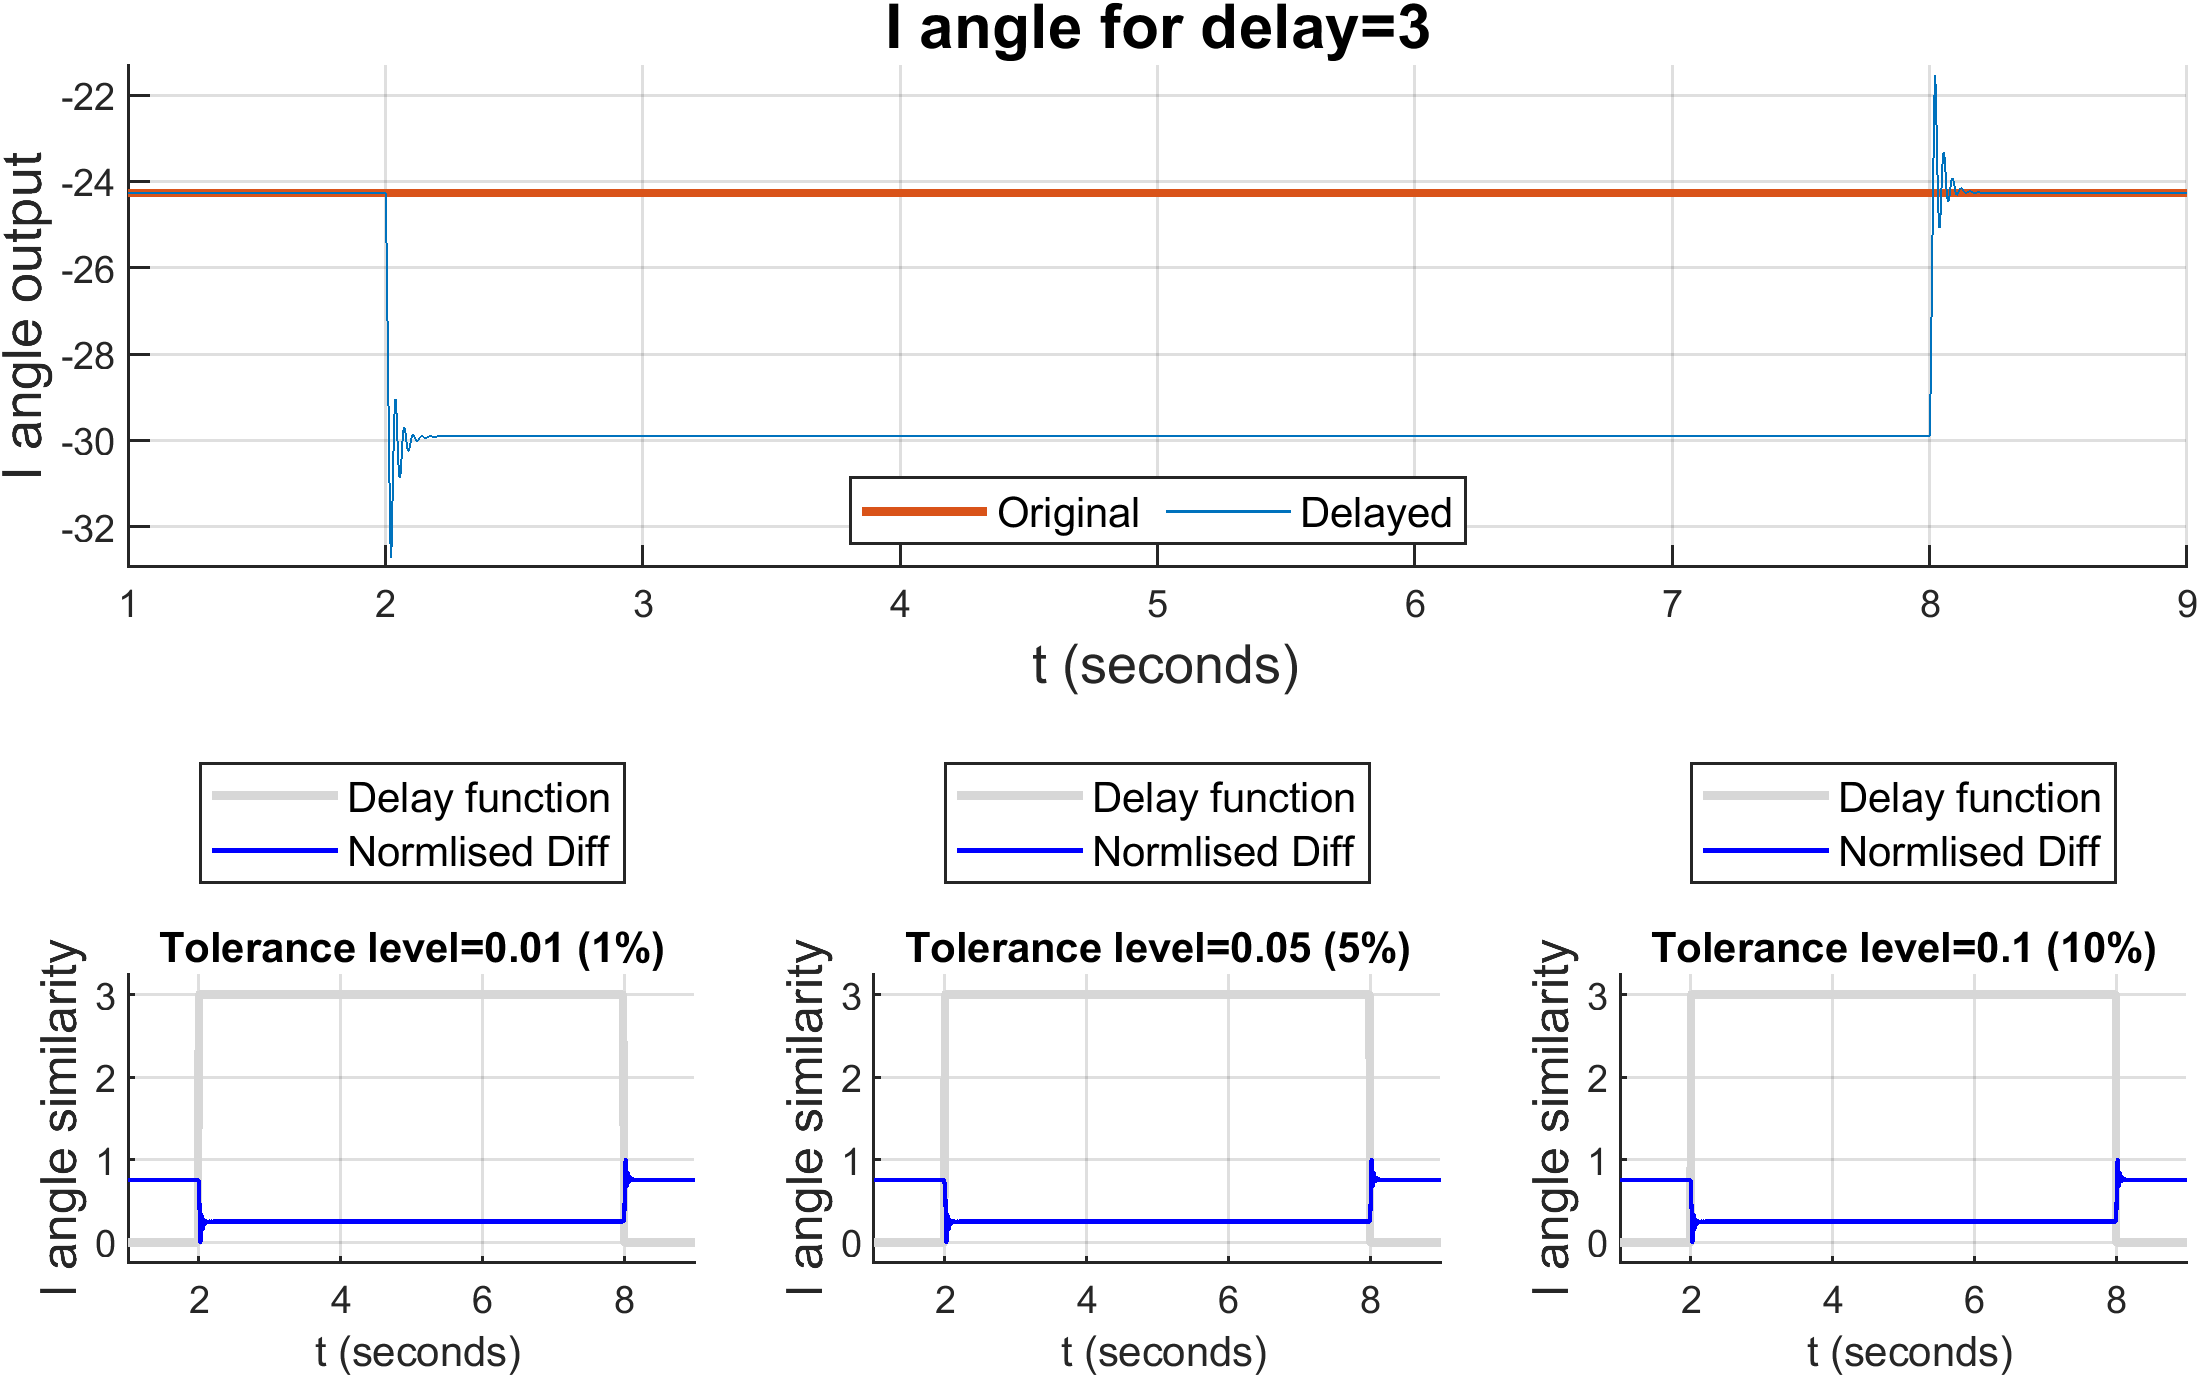 I angle for delay=3
I angle output
-22
-24
-26
-28
-30
-32
Original Delayed
1 2 3 4 5 6 7 8 9
t (seconds)
Delay function
Normlised Diff
Delay function
Normlised Diff
Delay function
Normlised Diff
Tolerance level=0.01 (1%)
I angle similarity
3
2
1
0
2 4 6 8
t (seconds)
Tolerance level=0.05 (5%)
I angle similarity
3
2
1
0
2 4 6 8
t (seconds)
Tolerance level=0.1 (10%)
I angle similarity
3
2
1
0
2 4 6 8
t (seconds)